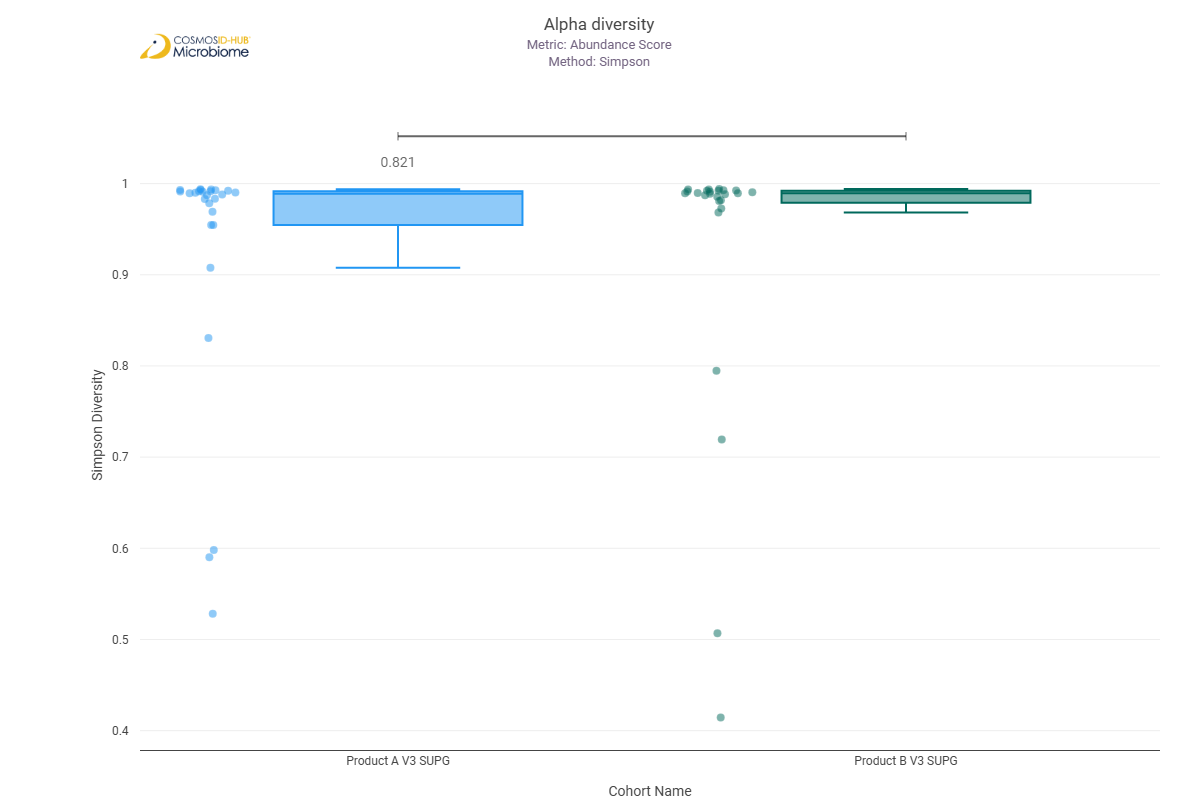 Alpha diversity
Metric: Abundance Score
Method: Simpson
COSMOSID-HUB
Microbiome
0.821
1
0.9
0.8
0.7
0.6
0.5
0.4
Simpson Diversity
Product A V3 SUPG
Product B V3 SUPG
Cohort Name